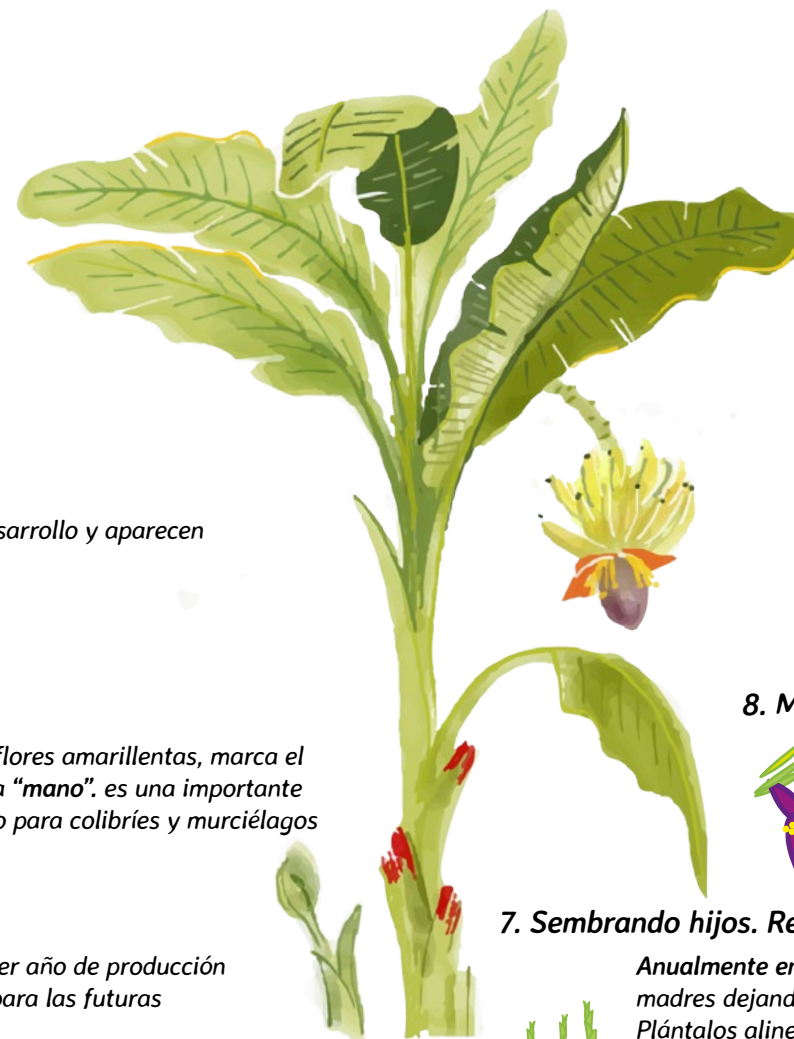 sarrollo y aparecen
flores amarillentas, marca el
a “mano”. es una importante
o para colibríes y murciélagos
er año de producción
para las futuras
8. M
7. Sembrando hijos. Re
Anualmente en
madres dejand
Plántalos aline